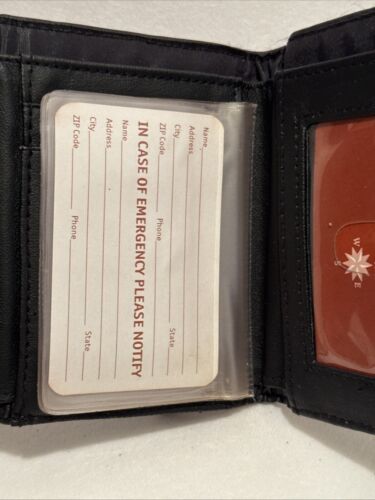 Name
Address
City State
ZIP Code Phone
IN CASE OF EMERGENCY PLEASE NOTIFY
Name
Address
City State
ZIP Code Phone
W
S
E